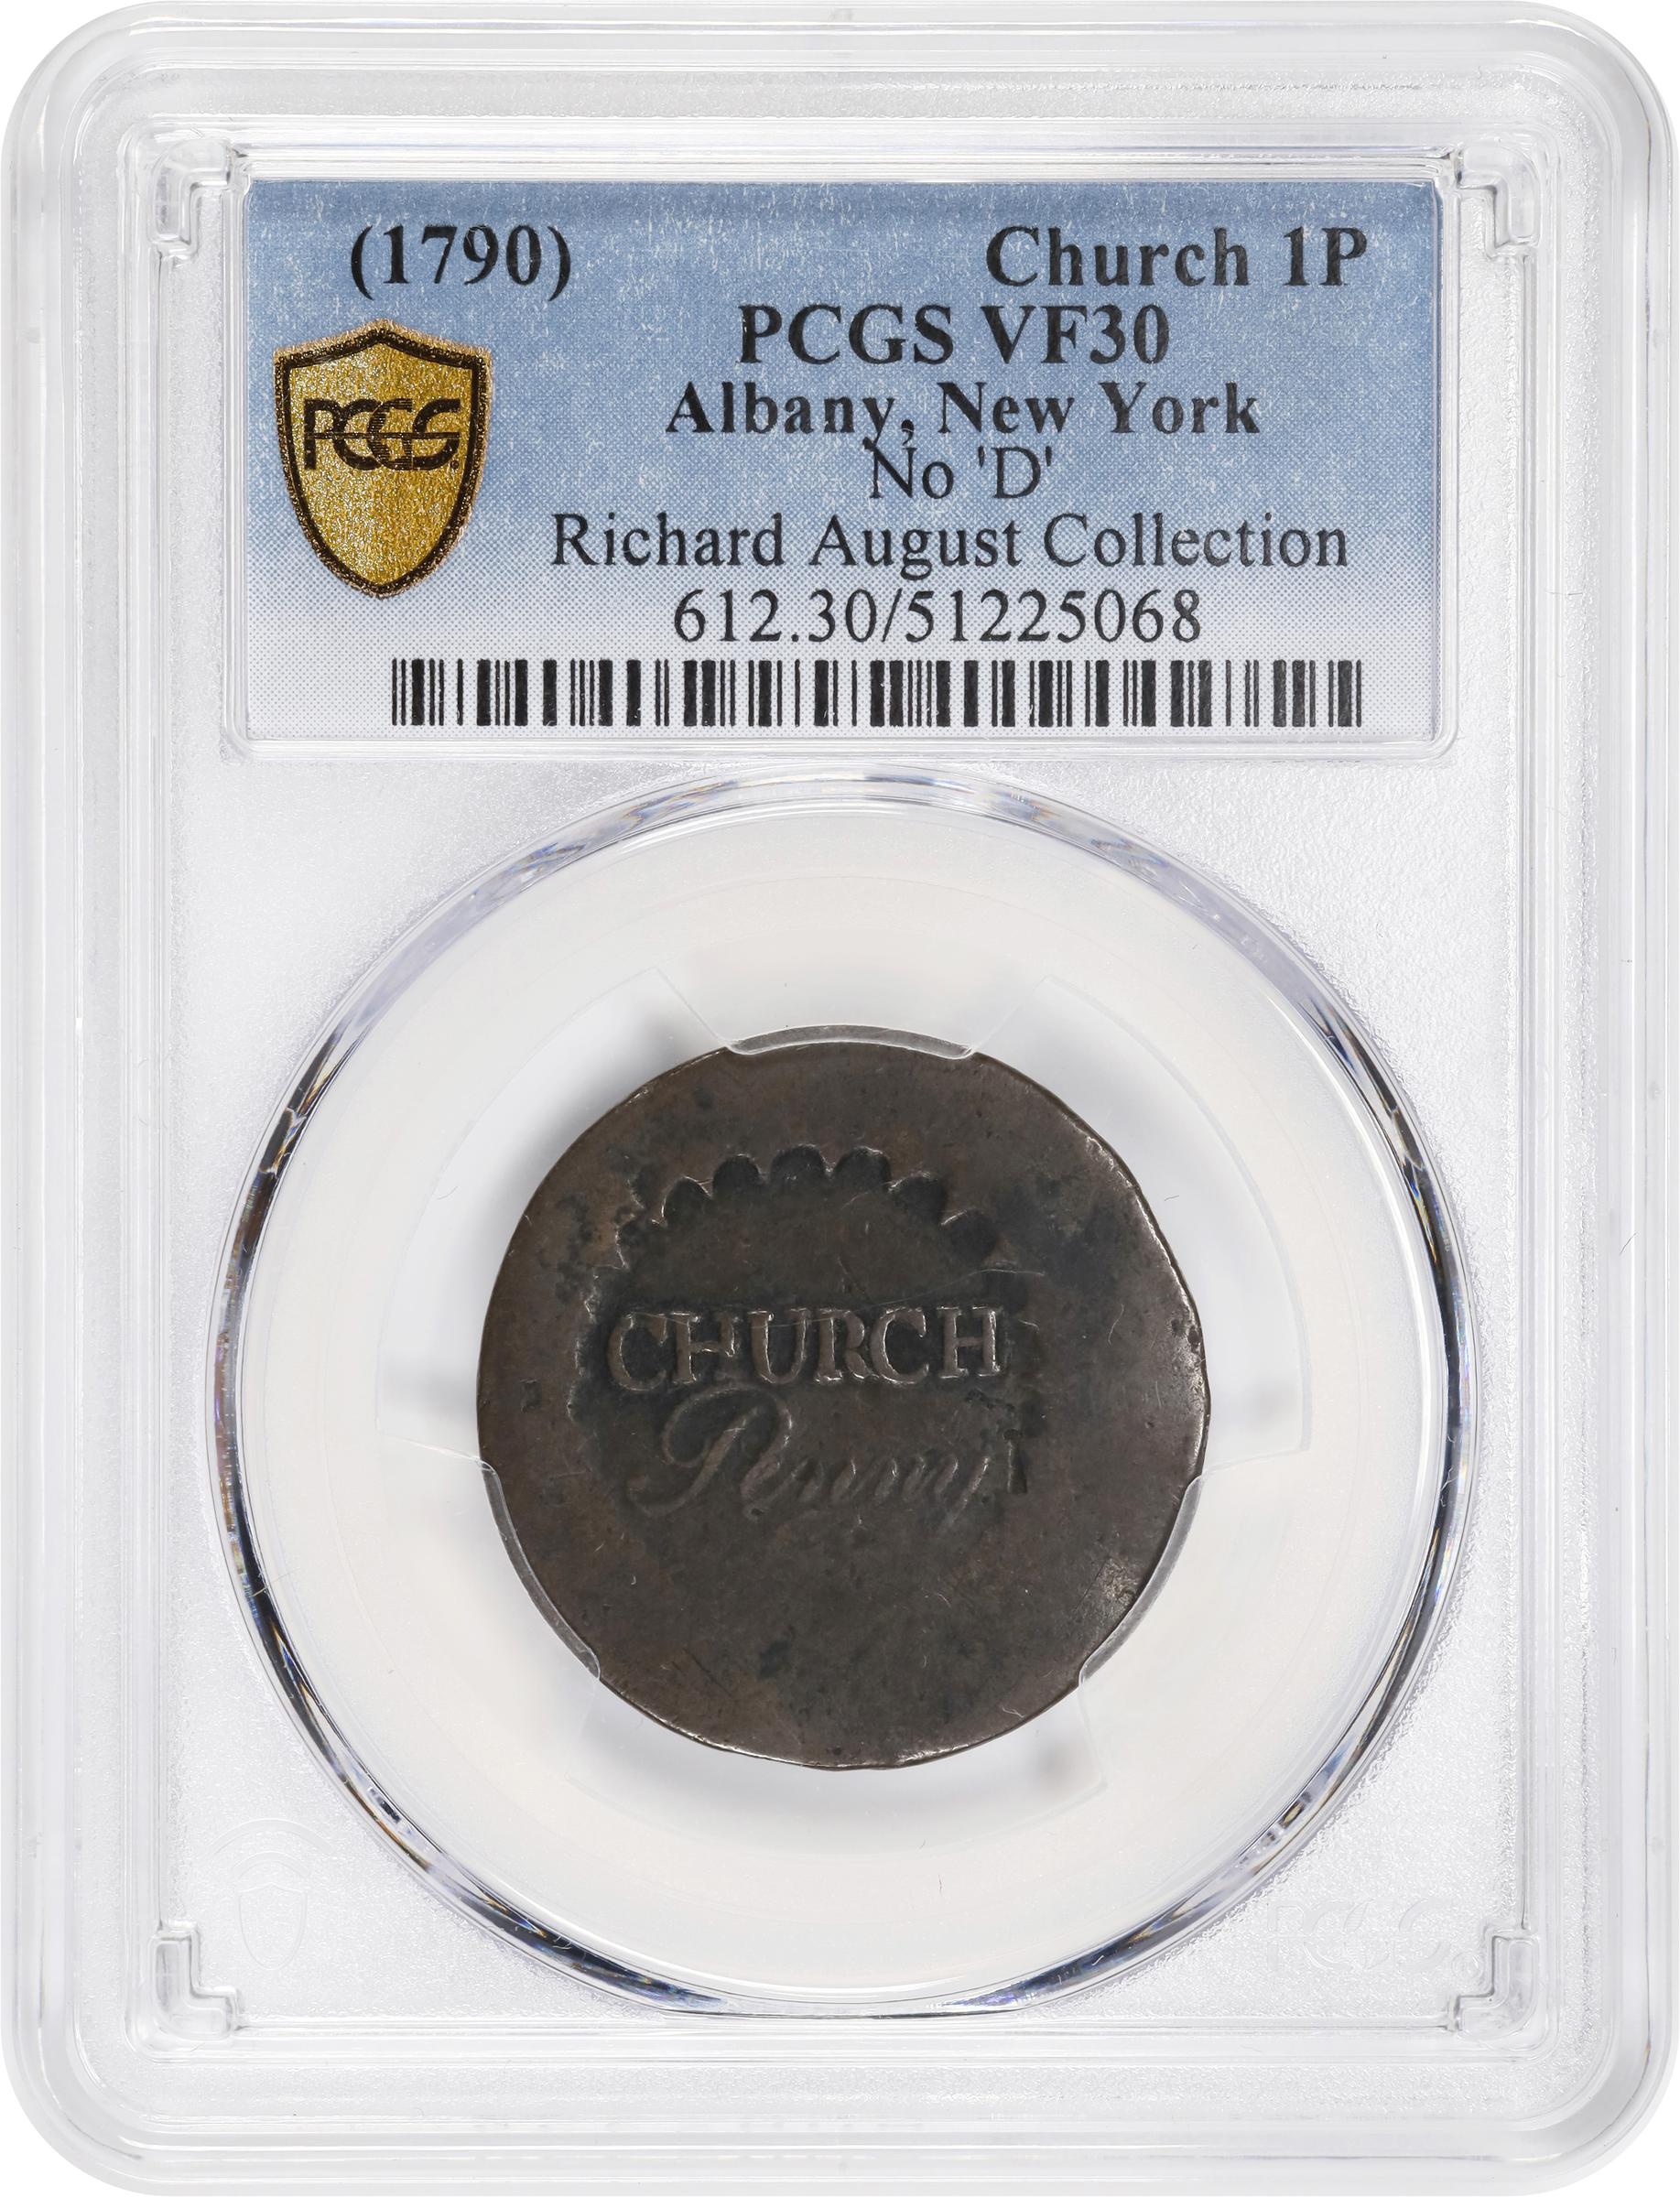 (1790) Church 1P
PCGS VF30
Albany, New York
No 'D'
Richard August Collection
612.30/51225068
PCGS
CHURCH
Penny